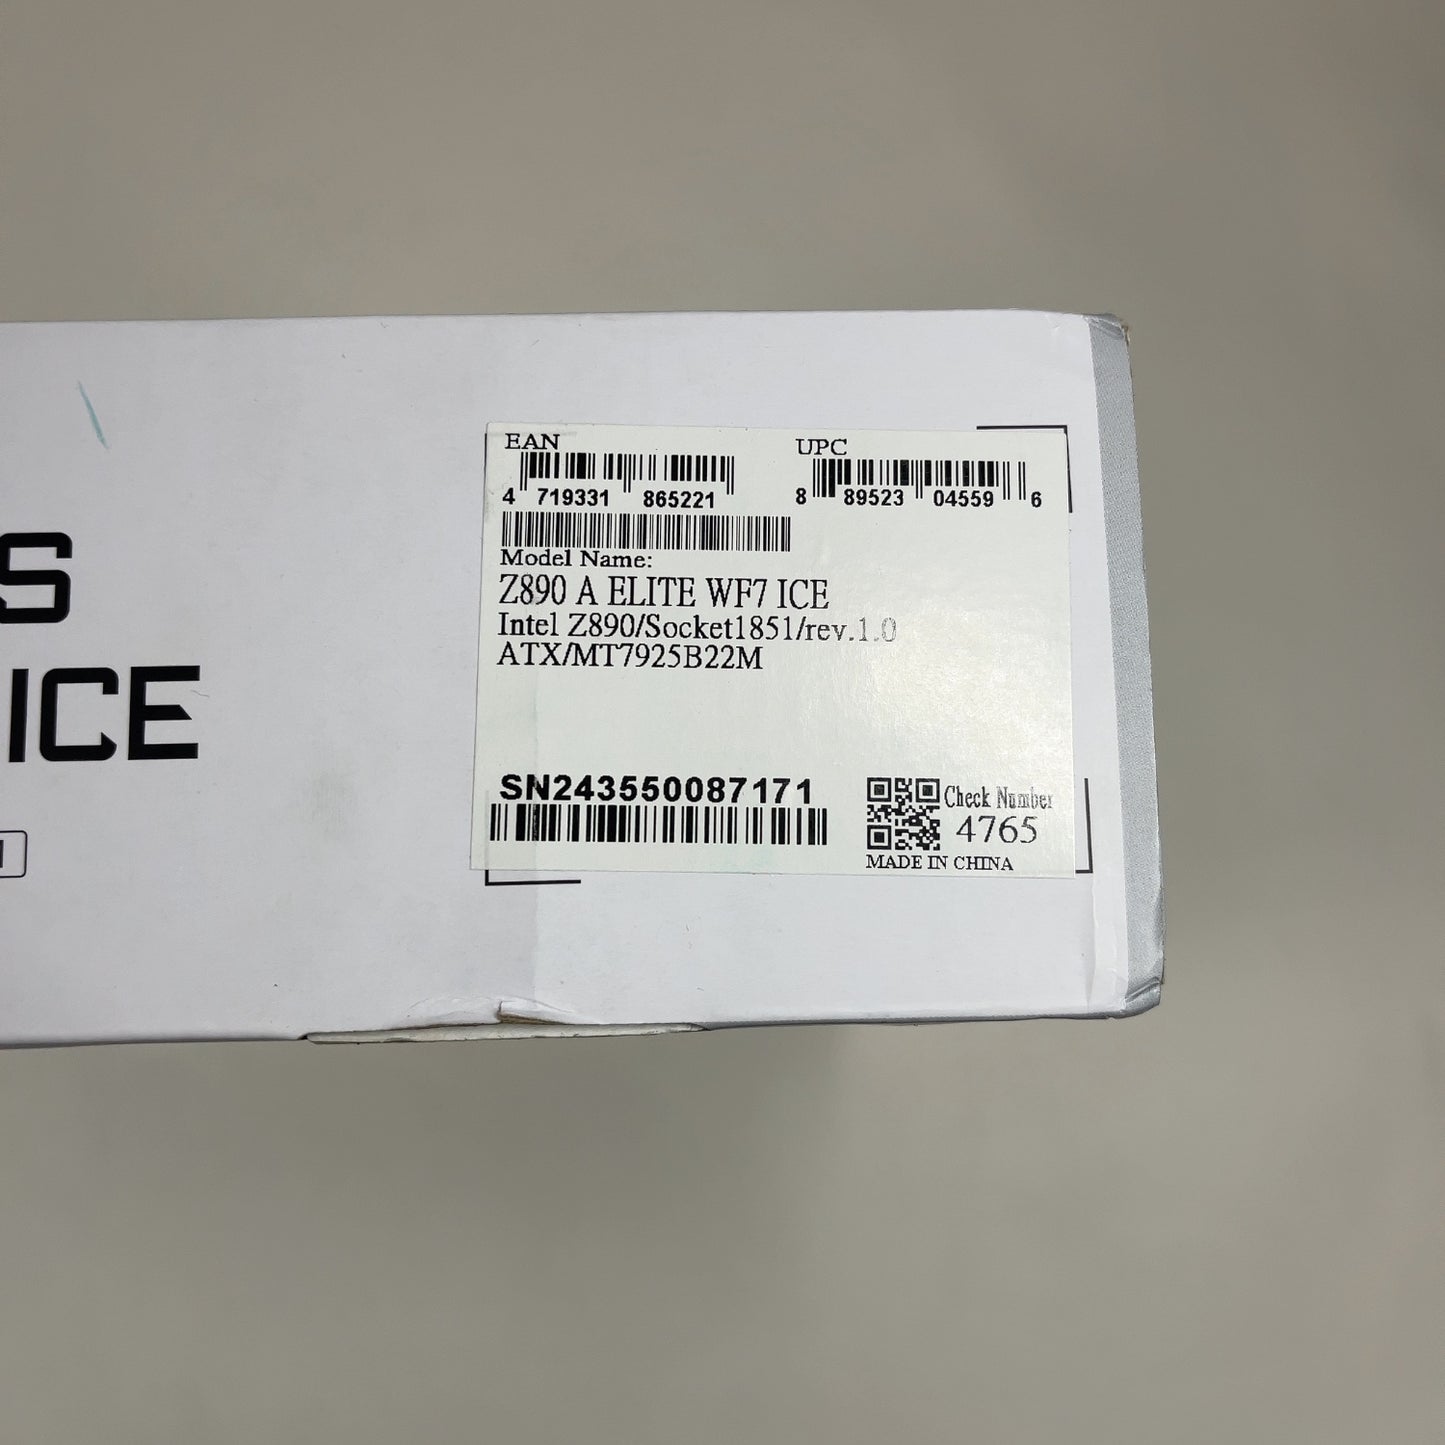 S
ICE
EAN
4 719331 865221
UPC
8 89523 04559 6
Model Name:
Z890 A ELITE WF7 ICE
Intel Z890/Socket1851/rev.1.0
ATX/MT7925B22M
SN243550087171
Check Number
4765
MADE IN CHINA